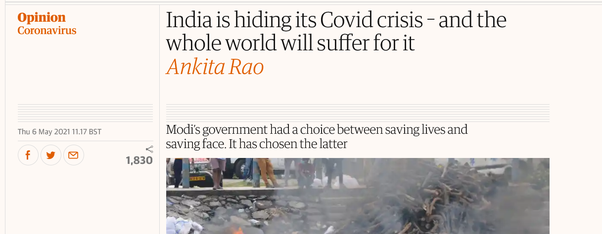 Opinion
Coronavirus
India is hiding its Covid crisis – and the
whole world will suffer for it
Ankita Rao
Thu 6 May 2021 11.17 BST
1,830
Modi's government had a choice between saving lives and
saving face. It has chosen the latter